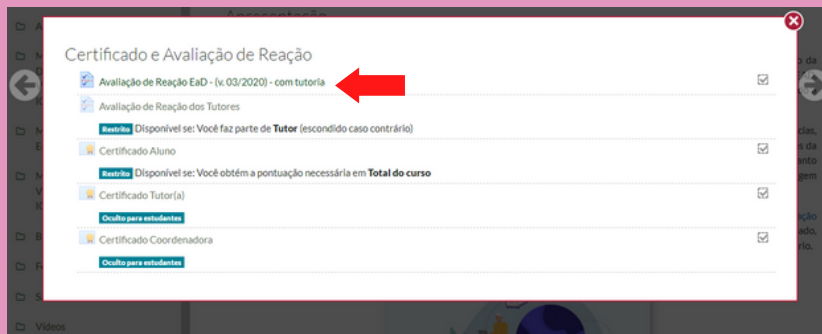 Apresentação
Certificado e Avaliação de Reação
Avaliação de Reação EaD - (v. 03/2020) - com tutoria
Avaliação de Reação dos Tutores
Restrito Disponível se: Você faz parte de Tutor (escondido caso contrário)
Certificado Aluno
Restrito Disponível se: Você obtém a pontuação necessária em Total do curso
Certificado Tutor(a)
Oculto para estudantes
Certificado Coordenadora
Oculto para estudantes
Vídeos